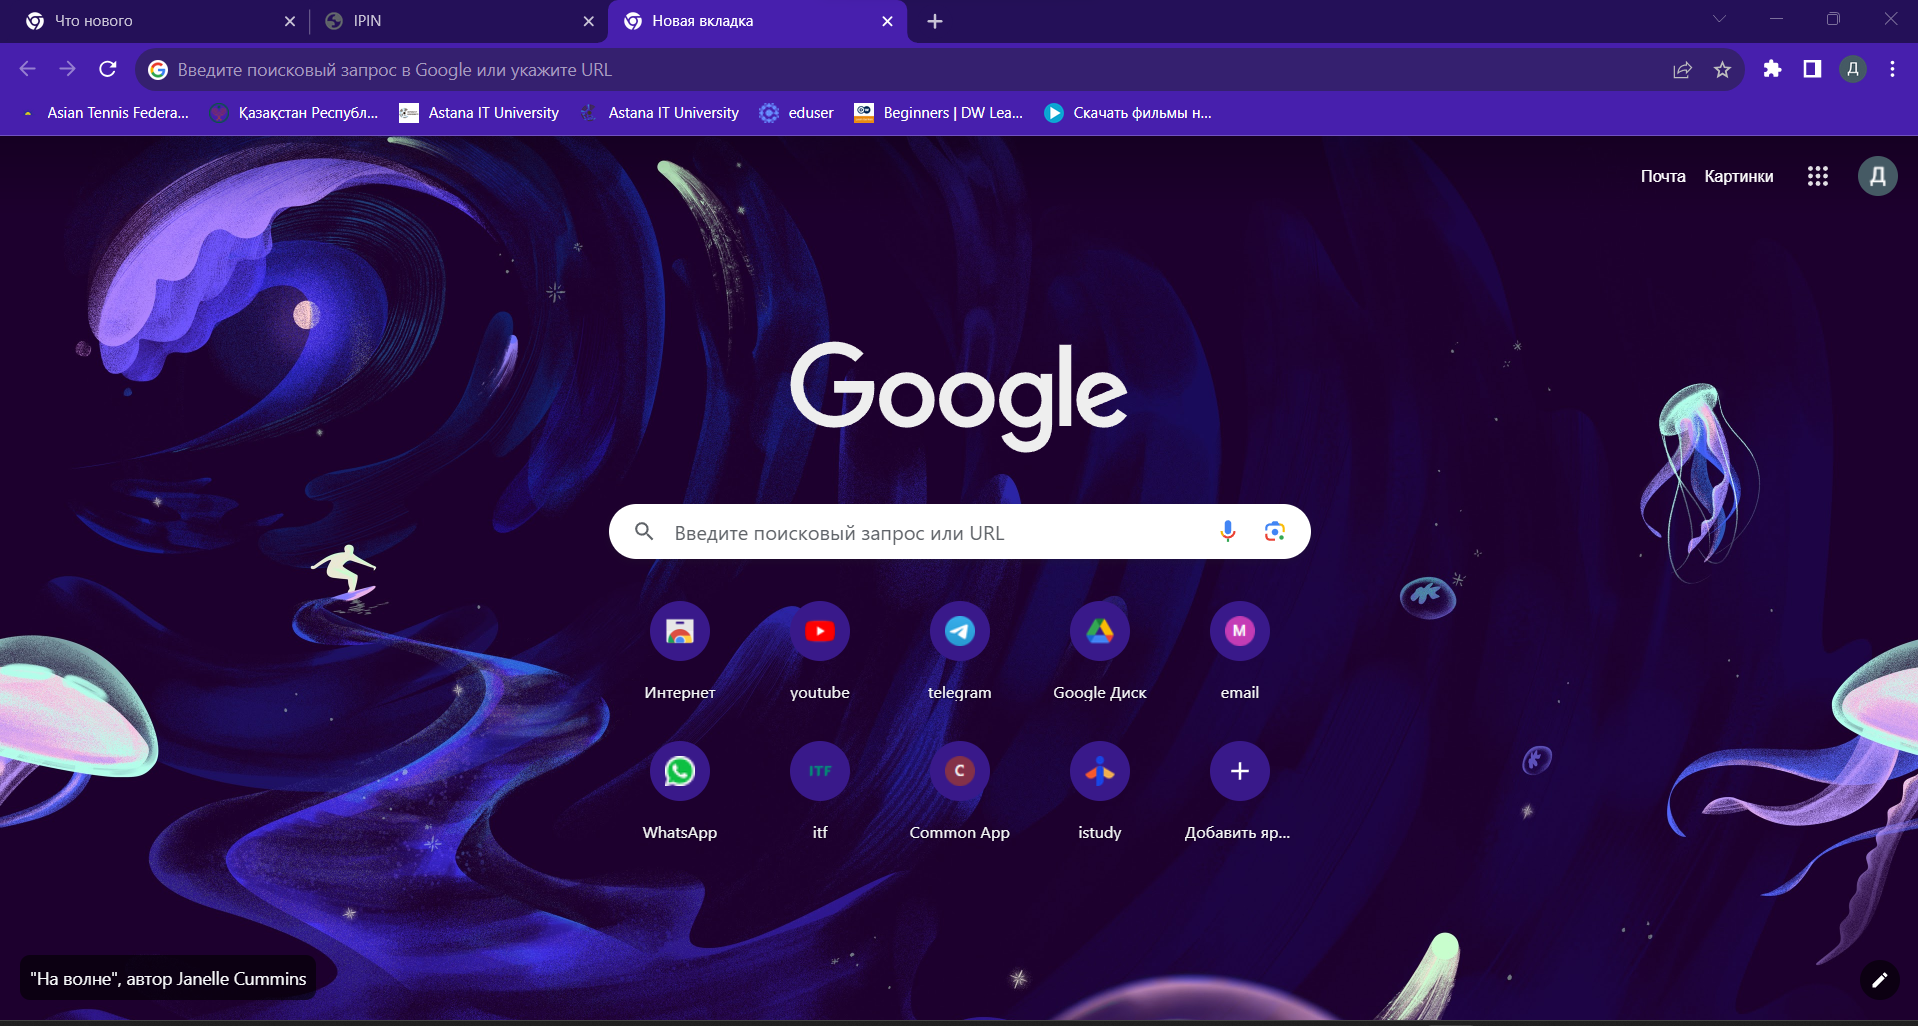 Что нового
IPIN
Новая вкладка
Введите поисковый запрос в Google или укажите URL
Д
Asian Tennis Federa...
Қазақстан Республ...
Astana IT University
Astana IT University
eduser
Beginners | DW Lea...
Скачать фильмы н...
Почта
Картинки
Д
Google
Введите поисковый запрос или URL
M
Интернет
youtube
telegram
Google Диск
email
ITF
C
WhatsApp
itf
Common App
istudy
Добавить яр...
"На волне", автор Janelle Cummins